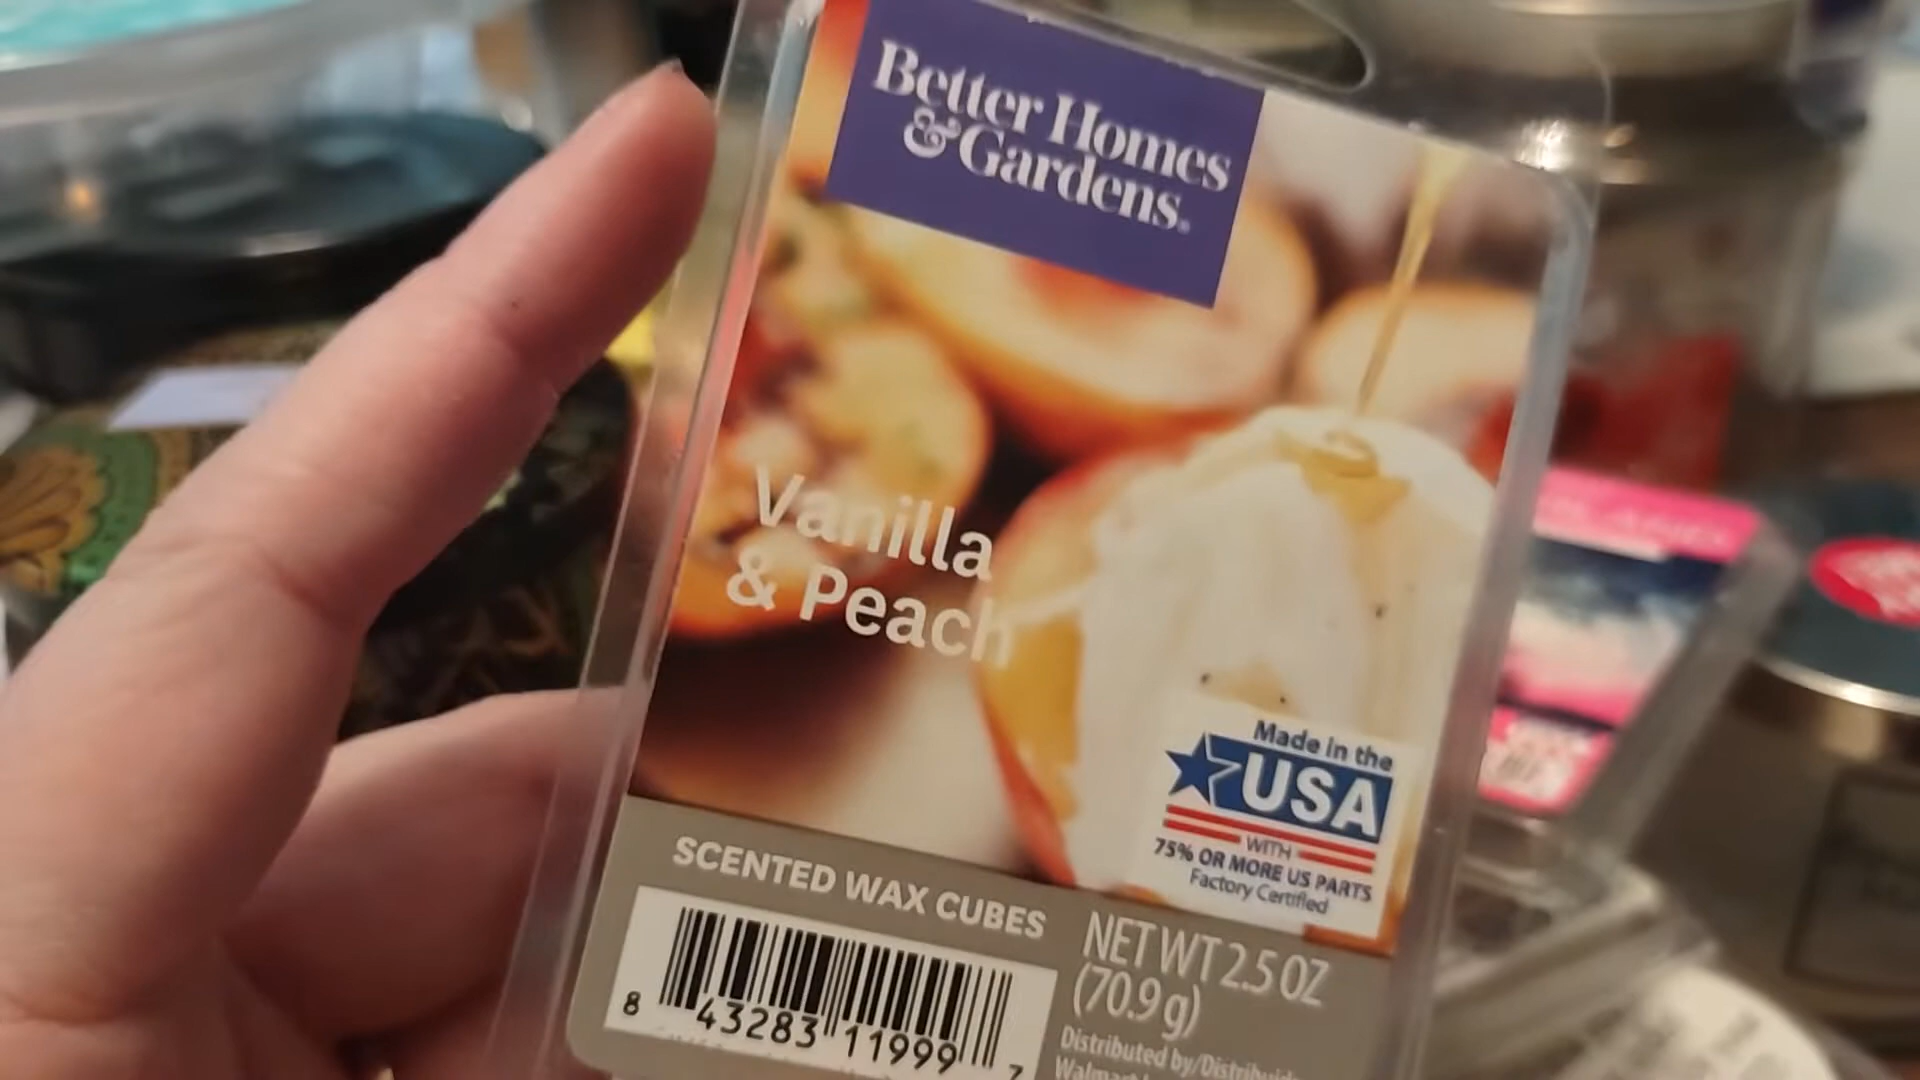 Better Homes
& Gardens®
Vanilla
& Peach
Made in the
USA
WITH
75% OR MORE US PARTS
Factory Certified
SCENTED WAX CUBES
NET WT 2.5 OZ
(70.9 g)
8 43283 11999 7
Distributed by/
Walmart